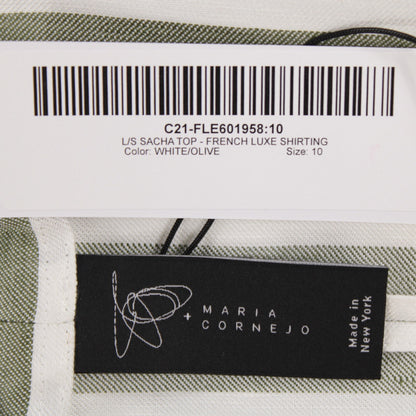 C21-FLE601958:10
L/S SACHA TOP - FRENCH LUXE SHIRTING
Color: WHITE/OLIVE Size: 10
+ MARIA
CORNEJO
Made in
New York